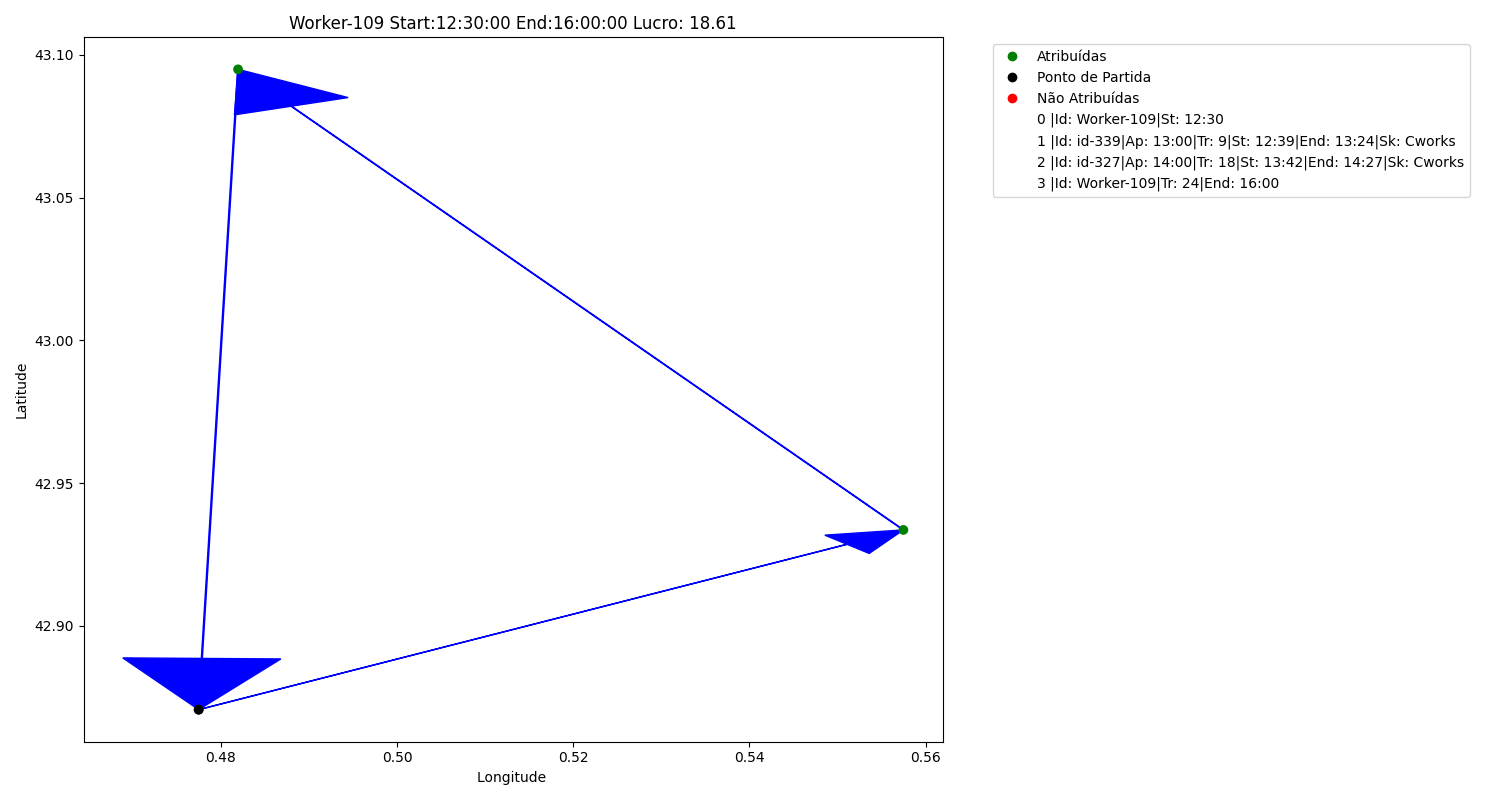 Worker-109 Start:12:30:00 End:16:00:00 Lucro: 18.61
43.10
43.05
43.00
42.95
42.90
Latitude
0.48
0.50
0.52
0.54
0.56
Longitude
Atribuídas
Ponto de Partida
Não Atribuídas
0 |Id: Worker-109|St: 12:30
1 |Id: id-339|Ap: 13:00|Tr: 9|St: 12:39|End: 13:24|Sk: Cworks
2 |Id: id-327|Ap: 14:00|Tr: 18|St: 13:42|End: 14:27|Sk: Cworks
3 |Id: Worker-109|Tr: 24|End: 16:00